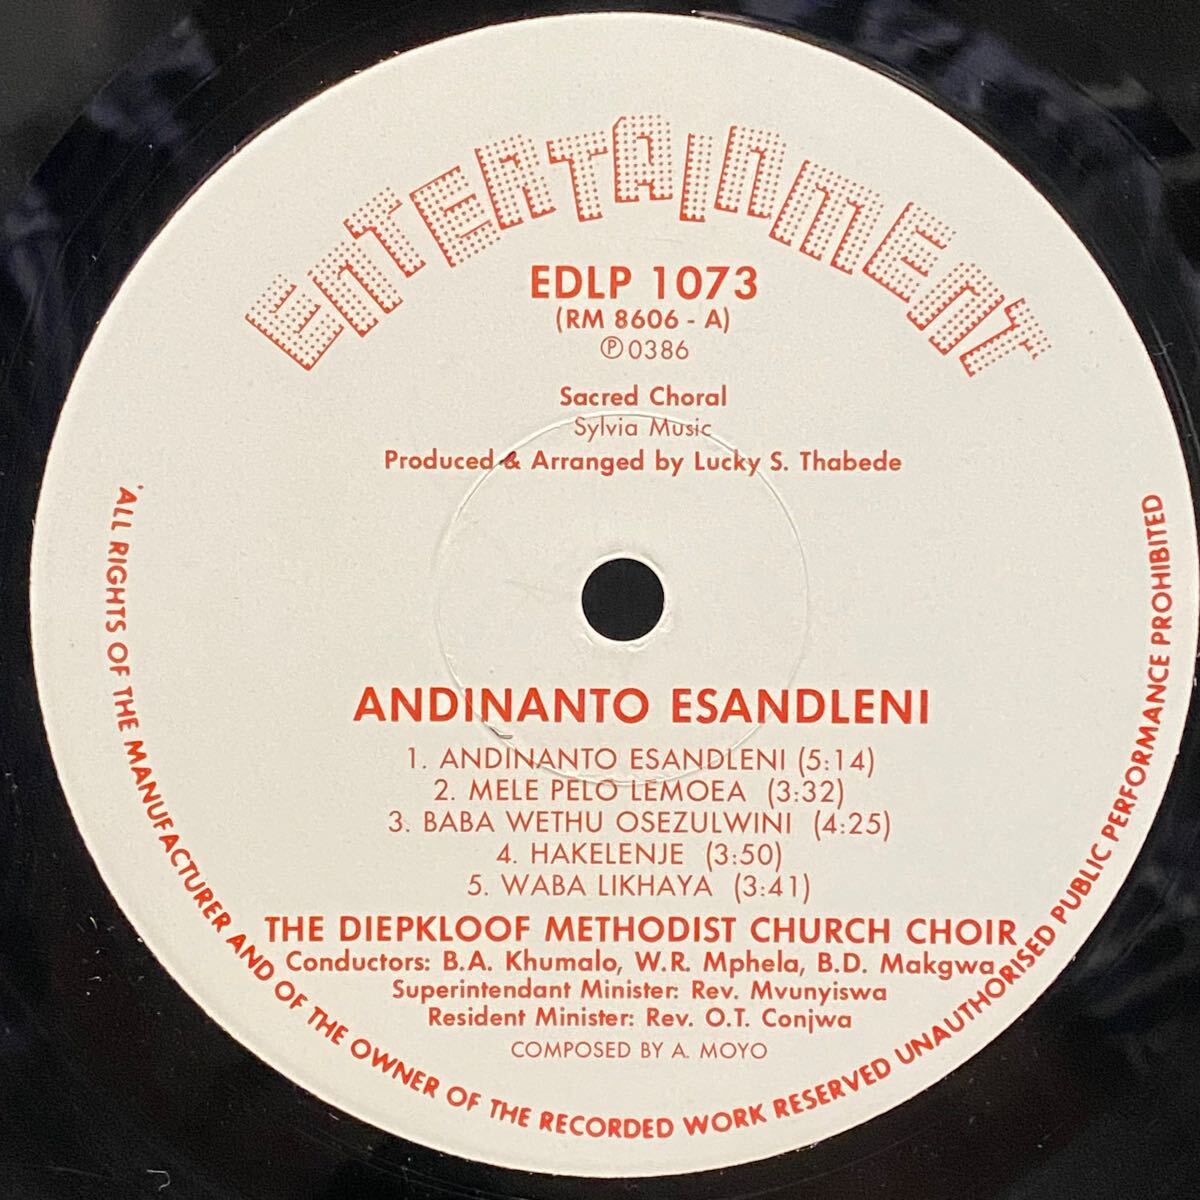 ENTERTAINMENT
EDLP 1073
(RM 8606 - A)
℗ 0386
Sacred Choral
Sylvia Music
Produced & Arranged by Lucky S. Thabede
ANDINANTO ESANDLENI
1. ANDINANTO ESANDLENI (5:14)
2. MELE PELO LEMOEA (3:32)
3. BABA WETHU OSEZULWINI (4:25)
4. HAKELENJE (3:50)
5. WABA LIKHAYA (3:41)
THE DIEPKLOOF METHODIST CHURCH CHOIR
Conductors: B.A. Khumalo, W.R. Mphela, B.D. Makgwa
Superintendant Minister: Rev. Mvunyiswa
Resident Minister: Rev. O.T. Conjwa
COMPOSED BY A. MOYO
ALL RIGHTS OF THE MANUFACTURER AND OF THE OWNER OF THE RECORDED WORK RESERVED UNAUTHORISED PUBLIC PERFORMANCE PROHIBITED